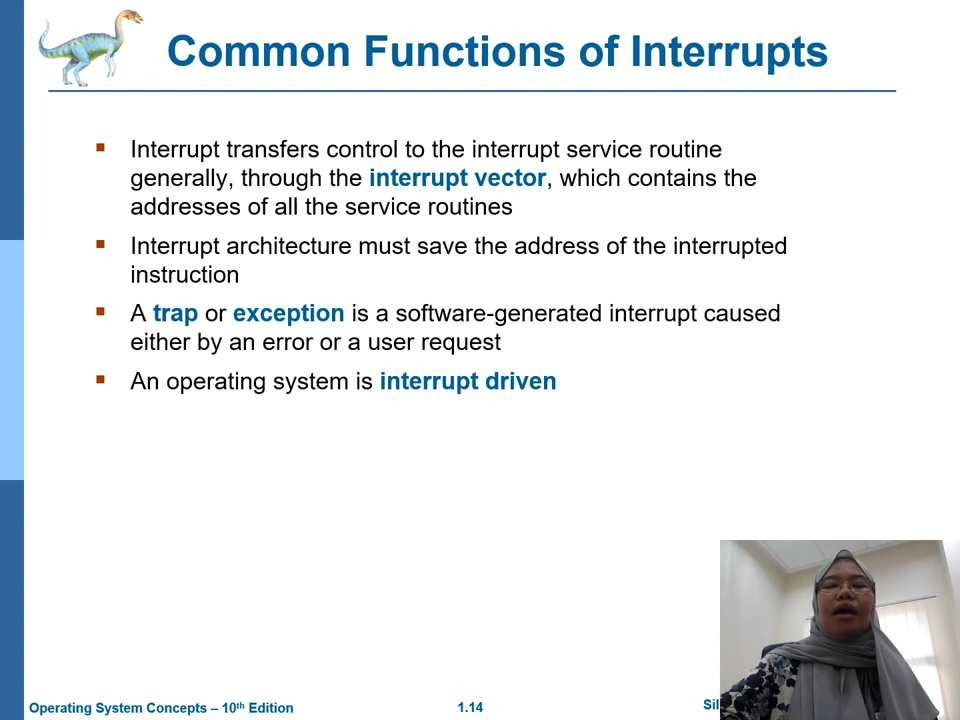 Common Functions of Interrupts
Interrupt transfers control to the interrupt service routine
generally, through the interrupt vector, which contains the
addresses of all the service routines
Interrupt architecture must save the address of the interrupted
instruction
A trap or exception is a software-generated interrupt caused
either by an error or a user request
An operating system is interrupt driven
Operating System Concepts – 10th Edition
1.14